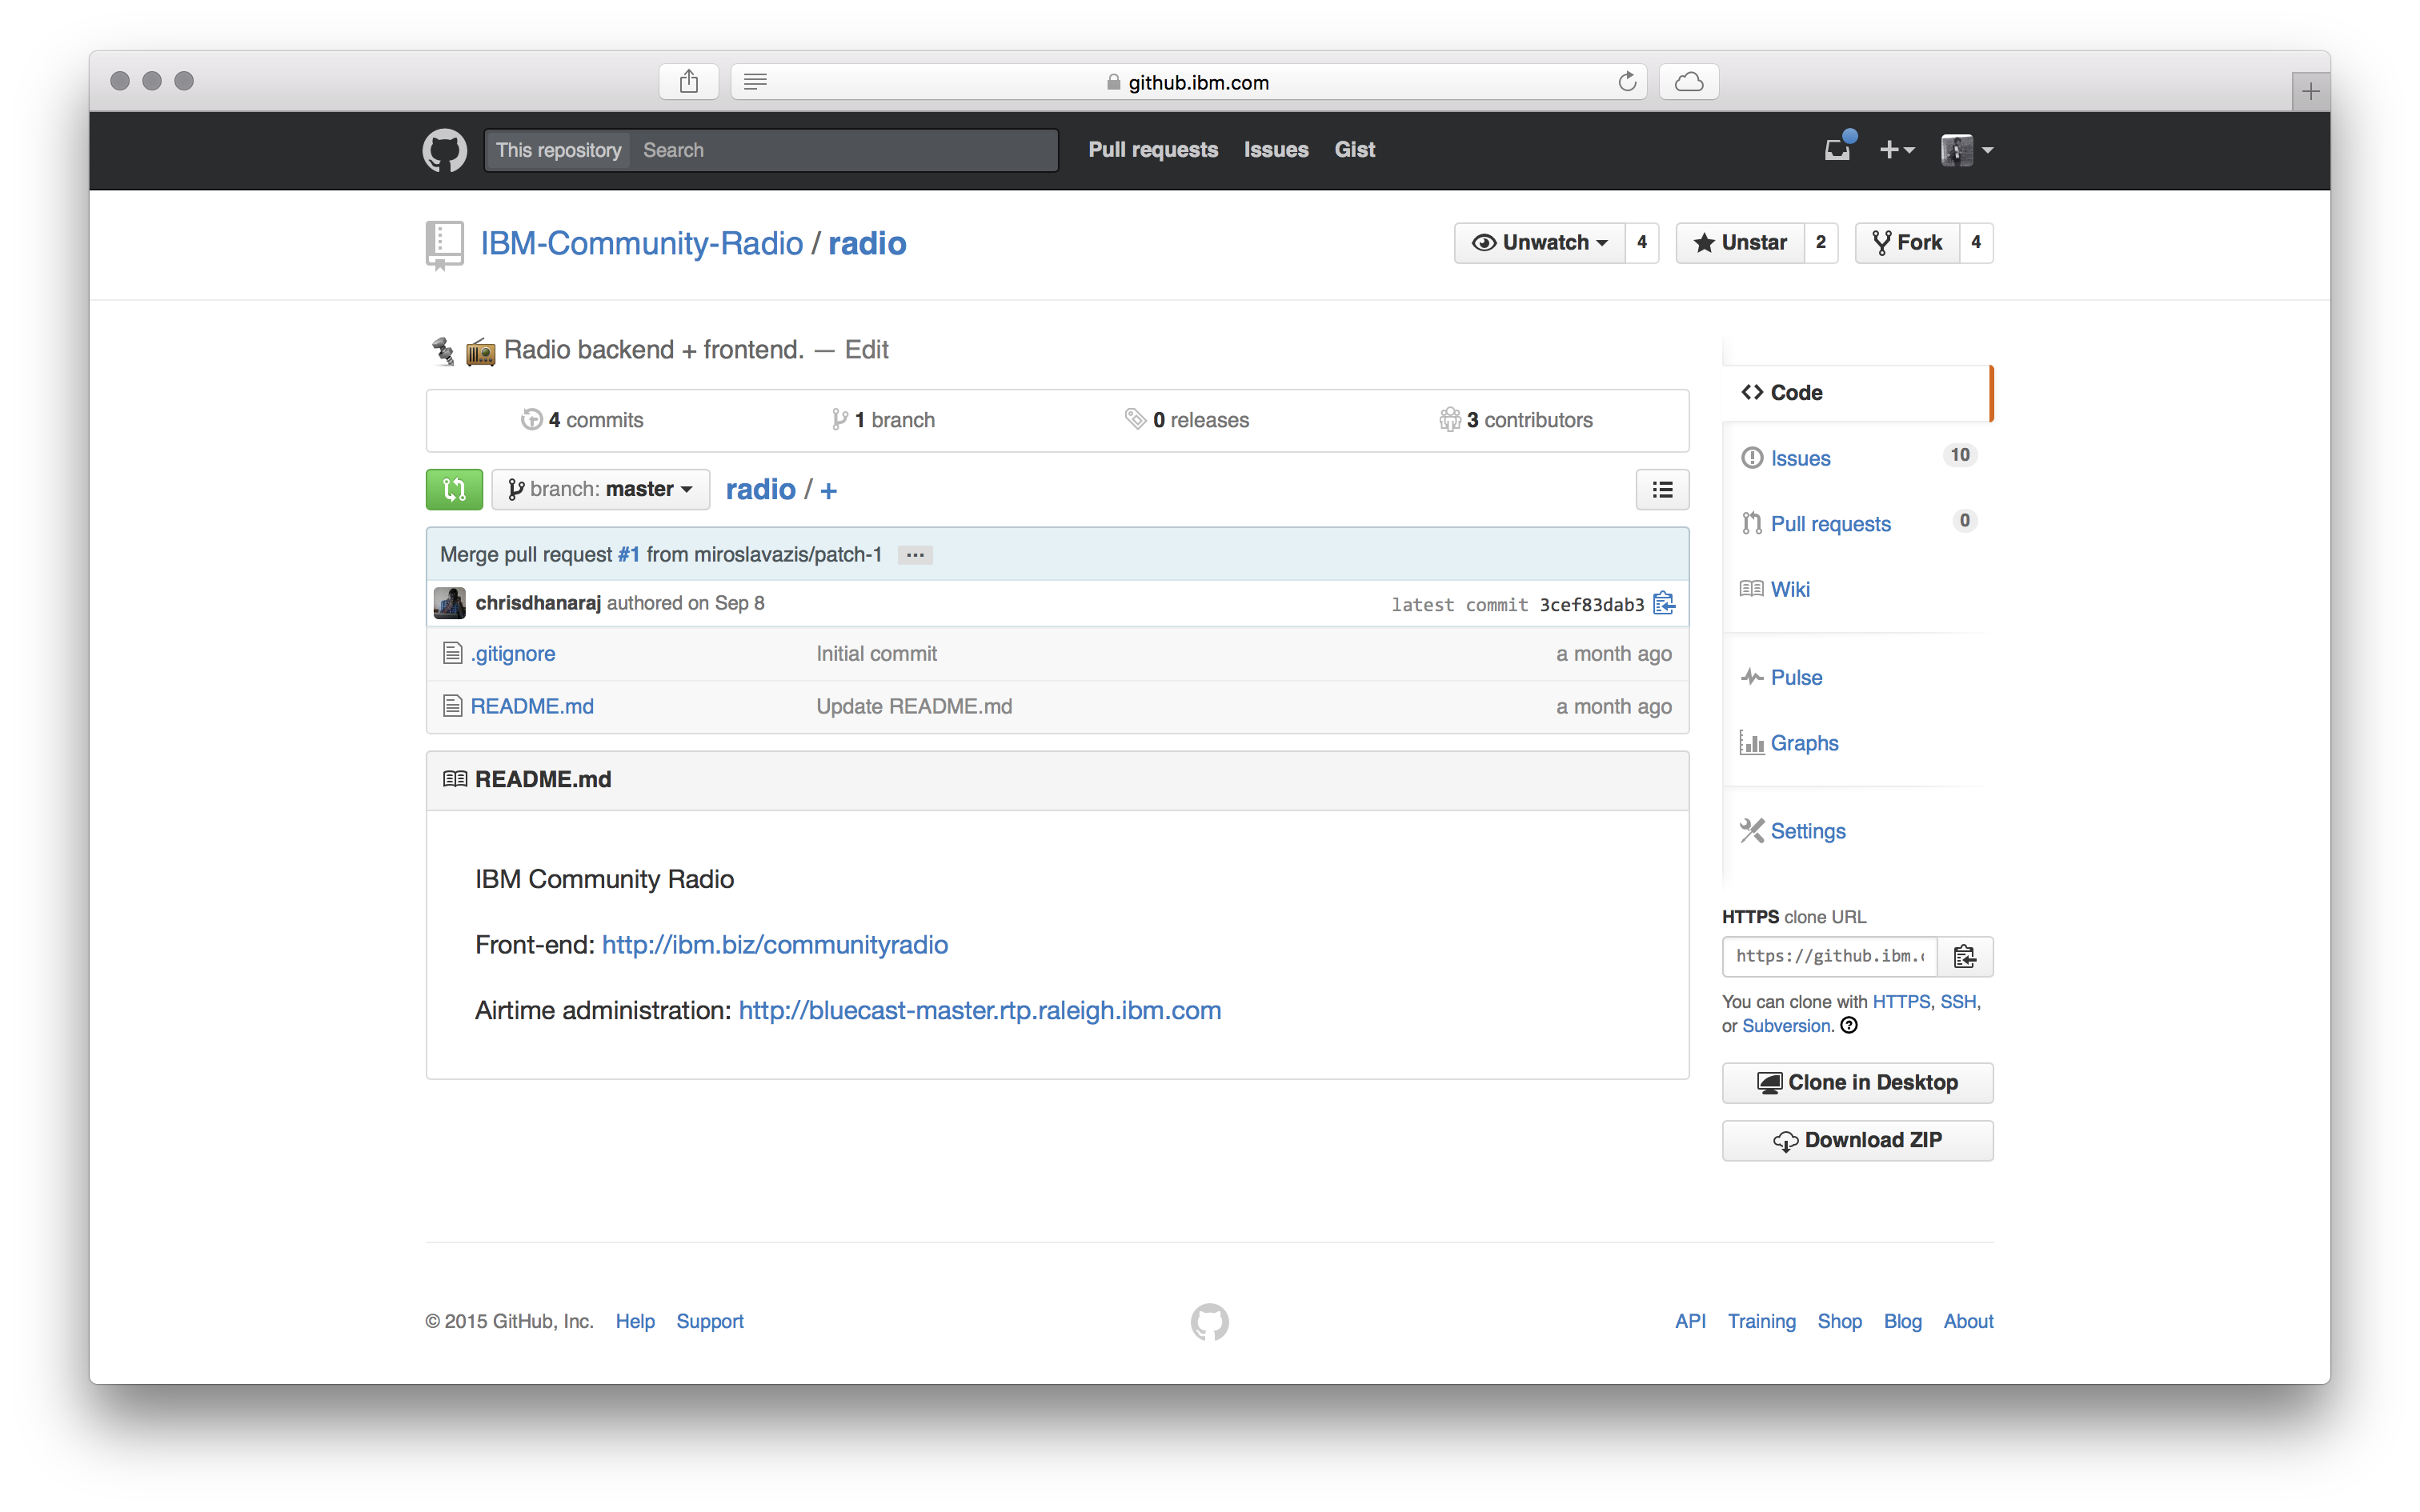 github.ibm.com
This repository Search Pull requests Issues Gist
IBM-Community-Radio / radio
Unwatch 4 Unstar 2 Fork 4
Radio backend + frontend. — Edit
4 commits 1 branch 0 releases 3 contributors
branch: master radio / +
Merge pull request #1 from miroslavazis/patch-1 ...
chrisdhanaraj authored on Sep 8 latest commit 3cef83dab3
.gitignore Initial commit a month ago
README.md Update README.md a month ago
README.md
IBM Community Radio
Front-end: http://ibm.biz/communityradio
Airtime administration: http://bluecast-master.rtp.raleigh.ibm.com
Code
Issues 10
Pull requests 0
Wiki
Pulse
Graphs
Settings
HTTPS clone URL
https://github.ibm.
You can clone with HTTPS, SSH,
or Subversion.
Clone in Desktop
Download ZIP
© 2015 GitHub, Inc. Help Support API Training Shop Blog About